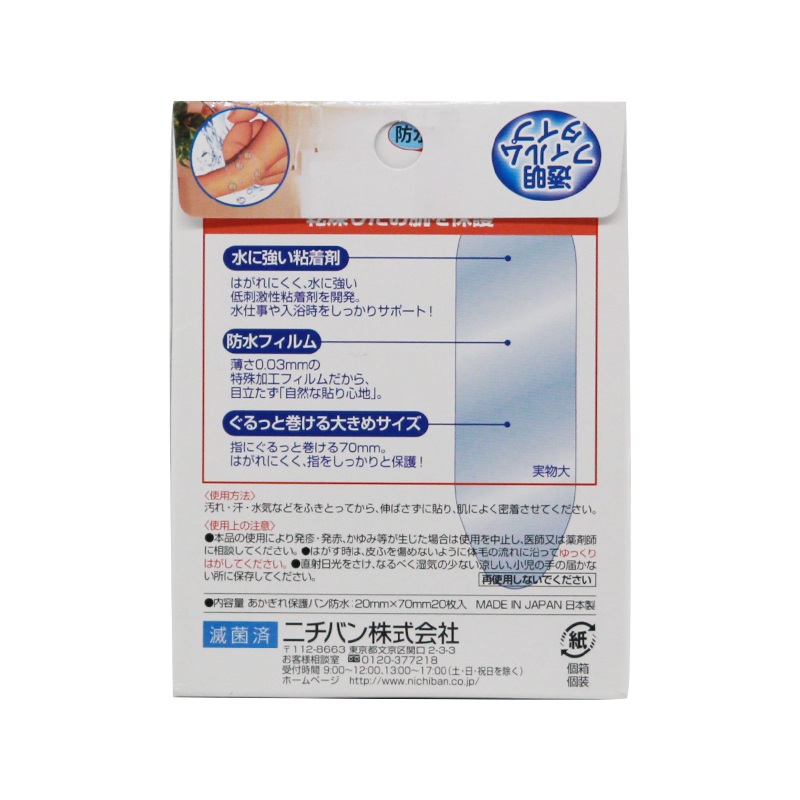 防水
透明
フィルム
タイプ
乾燥したお肌を保護
水に強い粘着剤
はがれにくく、水に強い
低刺激性粘着剤を開発。
水仕事や入浴時をしっかりサポート！
防水フィルム
薄さ0.03mmの
特殊加工フィルムだから、
目立たず「自然な貼り心地」。
ぐるっと巻ける大きめサイズ
指にぐるっと巻ける70mm。
はがれにくく、指をしっかりと保護！
実物大
〈使用方法〉
汚れ・汗・水気などをふきとってから、伸ばさずに貼り、肌によく密着させてください。
〈使用上の注意〉
●本品の使用により発疹・発赤、かゆみ等が生じた場合は使用を中止し、医師又は薬剤師
に相談してください。●はがす時は、皮ふを傷めないように体毛の流れに沿ってゆっくり
はがしてください。●直射日光をさけ、なるべく湿気の少ない涼しい、小児の手の届かな
い所に保存してください。
再使用しないでください
●内容量 あかぎれ保護バン防水：20mm×70mm20枚入 MADE IN JAPAN 日本製
滅菌済
ニチバン株式会社
〒112-8663 東京都文京区関口2-3-3
お客様相談室 0120-377218
受付時間 9:00～12:00,13:00～17:00(土・日・祝日を除く)
ホームページ http://www.nichiban.co.jp/
紙
個箱
個装